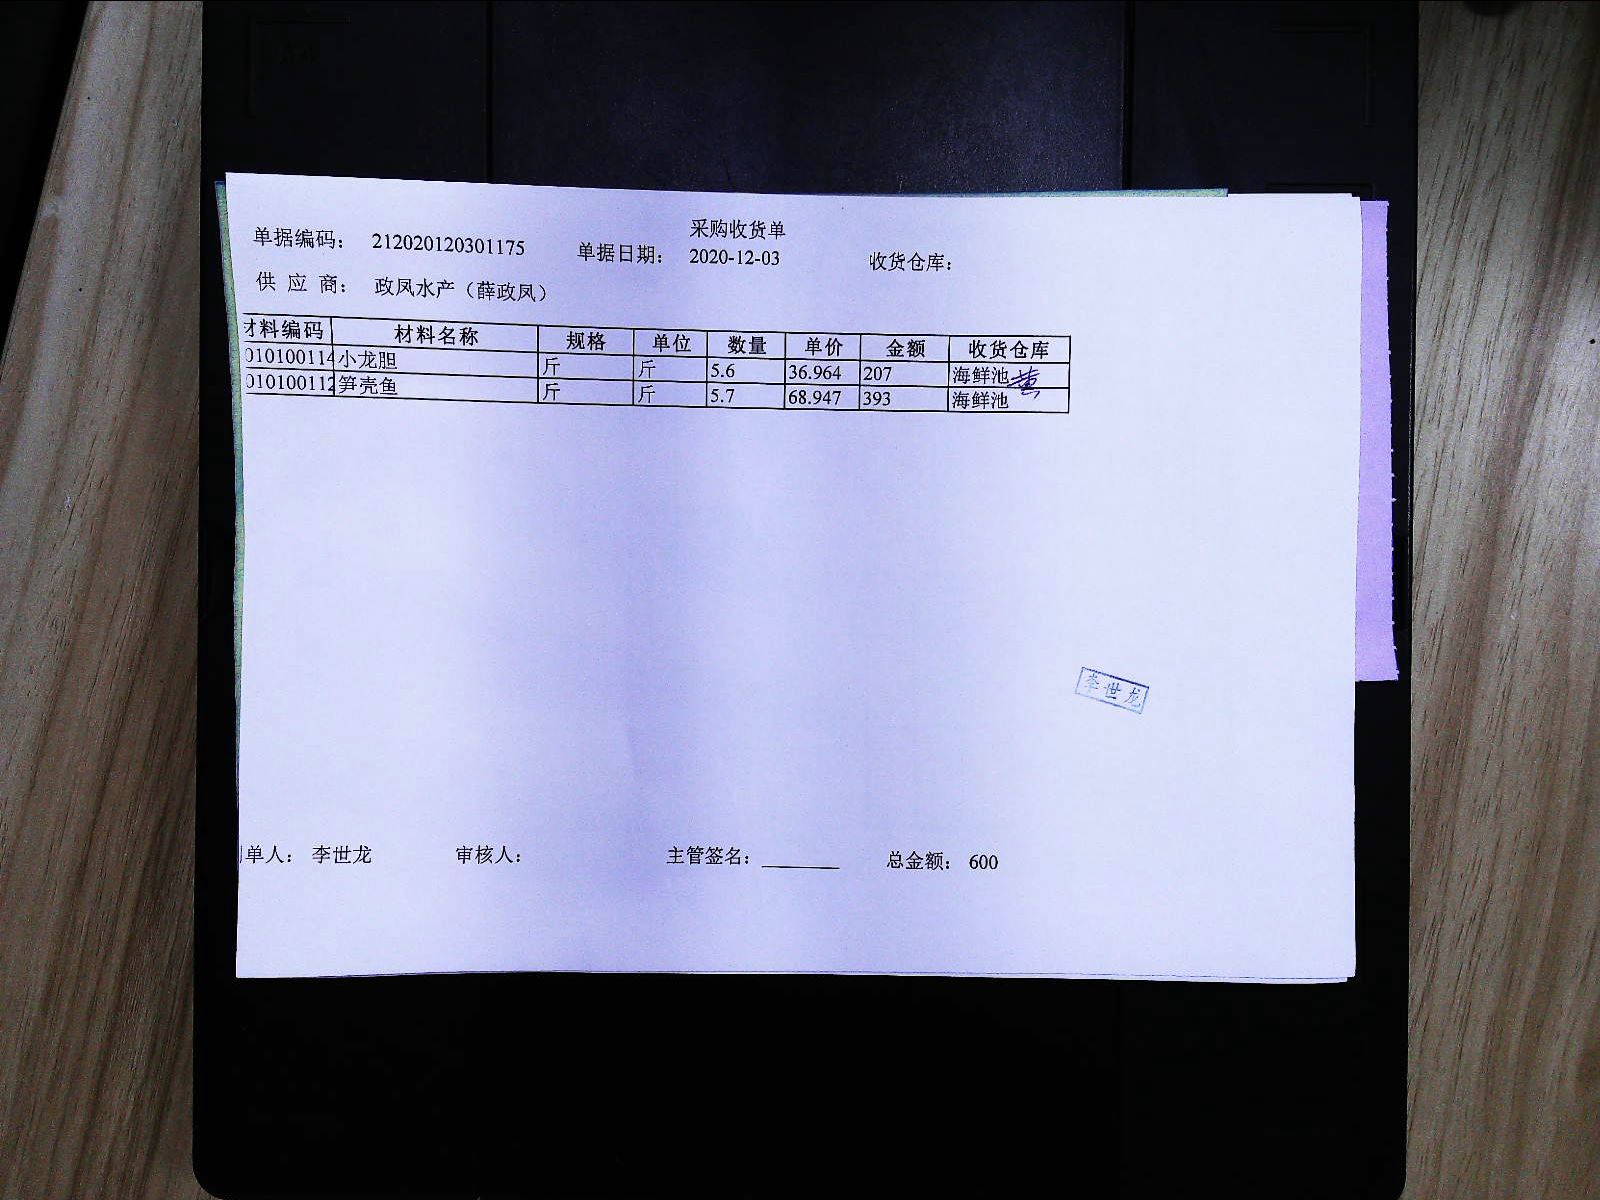 采购收货单
单据编码： 212020120301175 单据日期： 2020-12-03 收货仓库：
供 应 商： 政凤水产（薛政凤）
材料编码 材料名称 规格 单位 数量 单价 金额 收货仓库
010100114 小龙胆 斤 斤 5.6 36.964 207 海鲜池
010100112 笋壳鱼 斤 斤 5.7 68.947 393 海鲜池
李世龙
单人： 李世龙 审核人： 主管签名： 总金额： 600